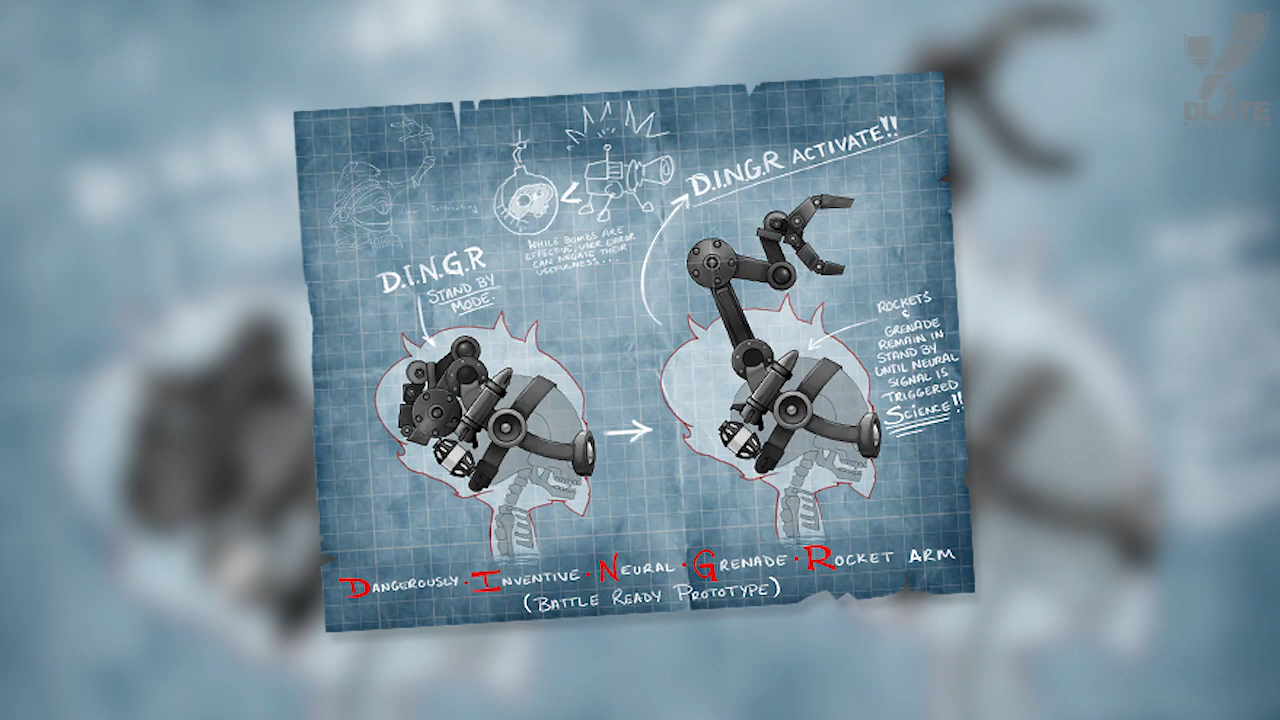 D.I.N.G.R ACTIVATE!!
WHILE BOMBS ARE
EFFECTIVE, USER ERROR
CAN NEGATE THEIR
USEFULNESS....
D.I.N.G.R
STAND BY
MODE.
ROCKETS
&
GRENADE
REMAIN IN
STAND BY
UNTIL NEURAL
SIGNAL IS
TRIGGERED
SCIENCE!!
DANGEROUSLY · INVENTIVE · NEURAL · GRENADE · ROCKET ARM
(BATTLE READY PROTOTYPE)
PLATE